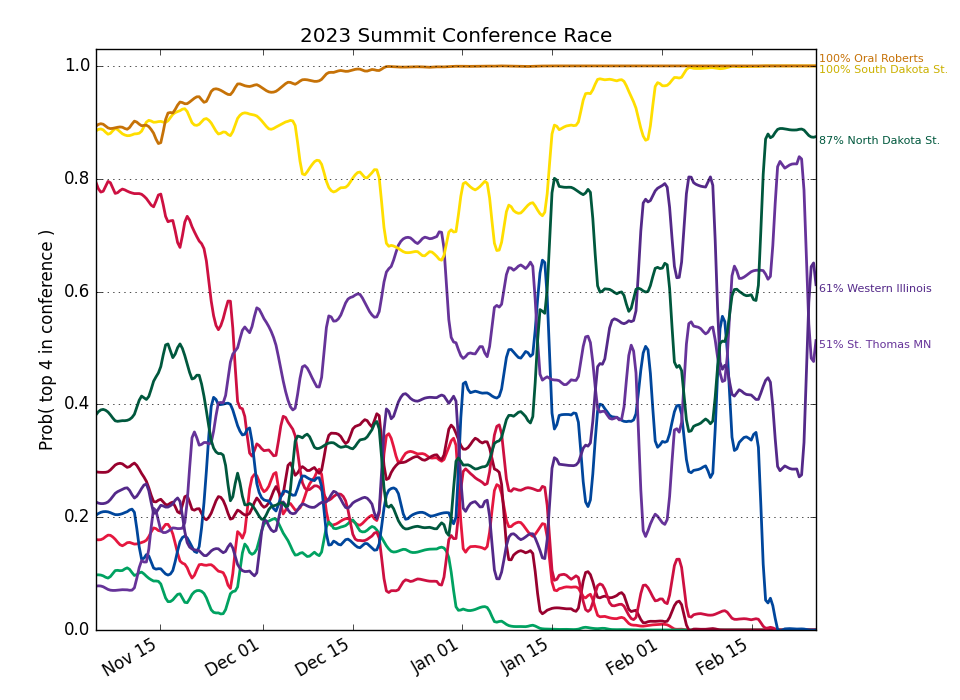 2023 Summit Conference Race
Prob( top 4 in conference )
1.0
0.8
0.6
0.4
0.2
0.0
100% Oral Roberts
100% South Dakota St.
87% North Dakota St.
61% Western Illinois
51% St. Thomas MN
Nov 15
Dec 01
Dec 15
Jan 01
Jan 15
Feb 01
Feb 15